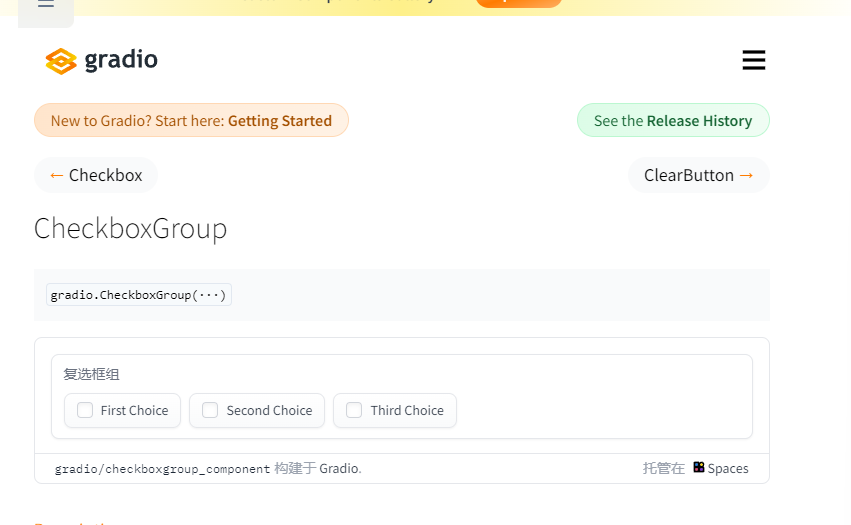 gradio
New to Gradio? Start here: Getting Started
See the Release History
← Checkbox
ClearButton →
CheckboxGroup
gradio.CheckboxGroup(···)
复选框组
First Choice
Second Choice
Third Choice
gradio/checkboxgroup_component 构建于 Gradio.
托管在 Spaces